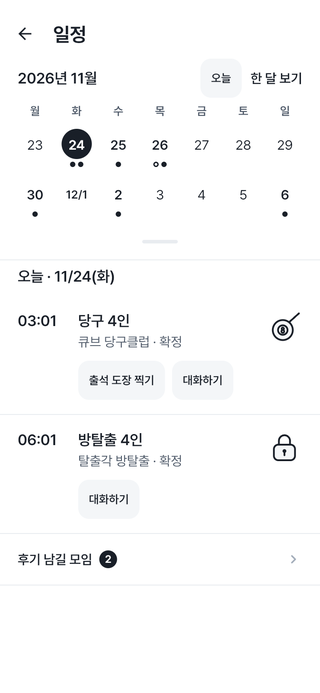 일정
2026년 11월 오늘 한 달 보기
월 화 수 목 금 토 일
23 24 25 26 27 28 29
30 12/1 2 3 4 5 6
오늘 · 11/24(화)
03:01 당구 4인
큐브 당구클럽 · 확정
출석 도장 찍기 대화하기
06:01 방탈출 4인
탈출각 방탈출 · 확정
대화하기
후기 남길 모임 2